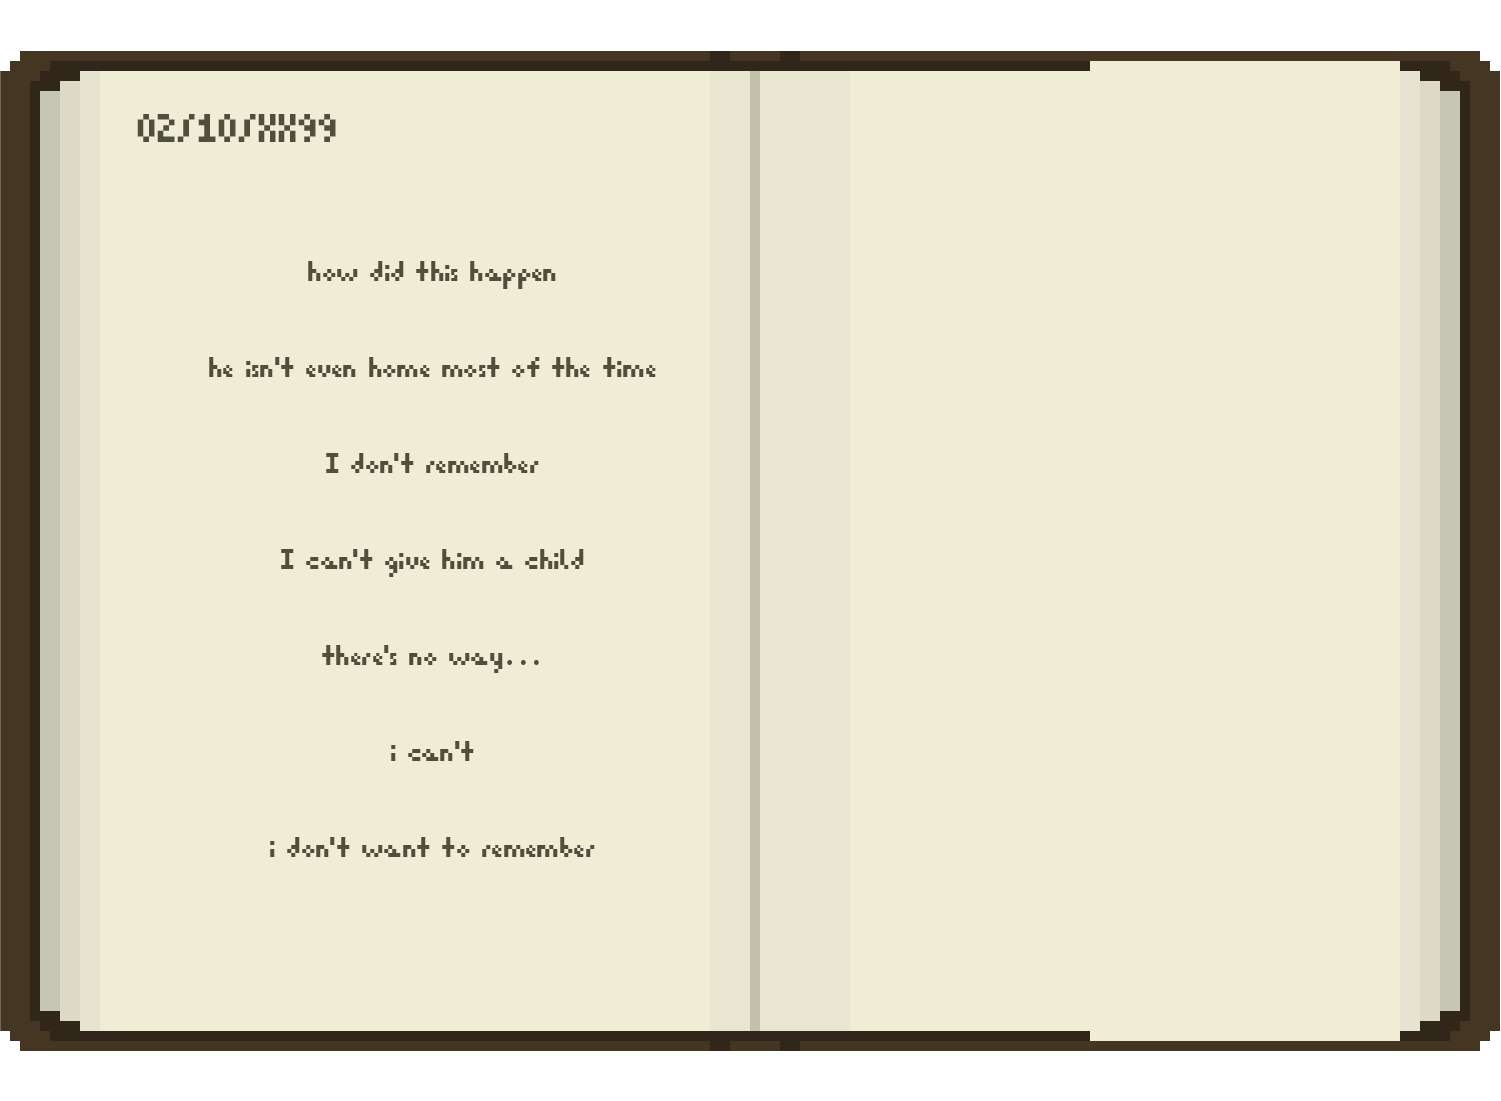 02/10/XX99
how did this happen
he isn't even home most of the time
I don't remember
I can't give him a child
there's no way...
i can't
i don't want to remember